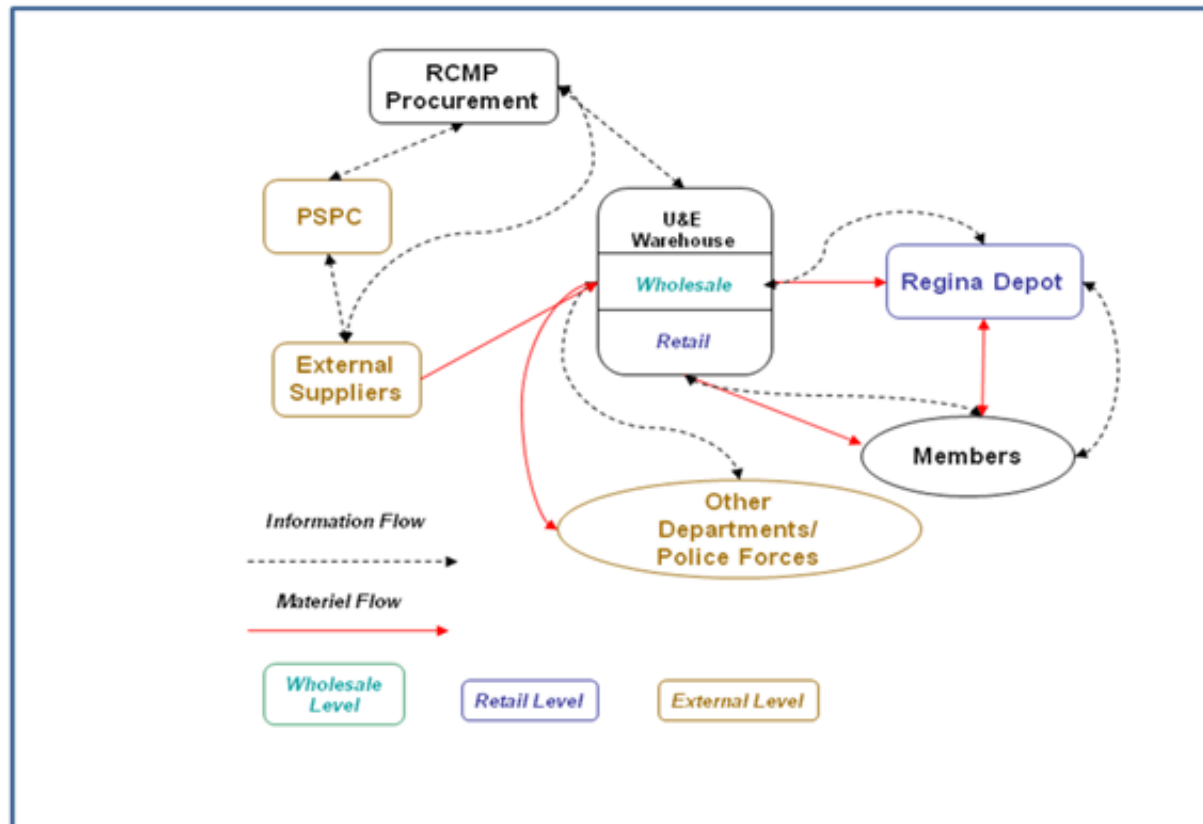 RCMP
Procurement
PSPC
U&E
Warehouse
Wholesale
Regina Depot
Retail
External
Suppliers
Members
Other
Departments/
Police Forces
Information Flow
Materiel Flow
Wholesale
Level
Retail Level
External Level